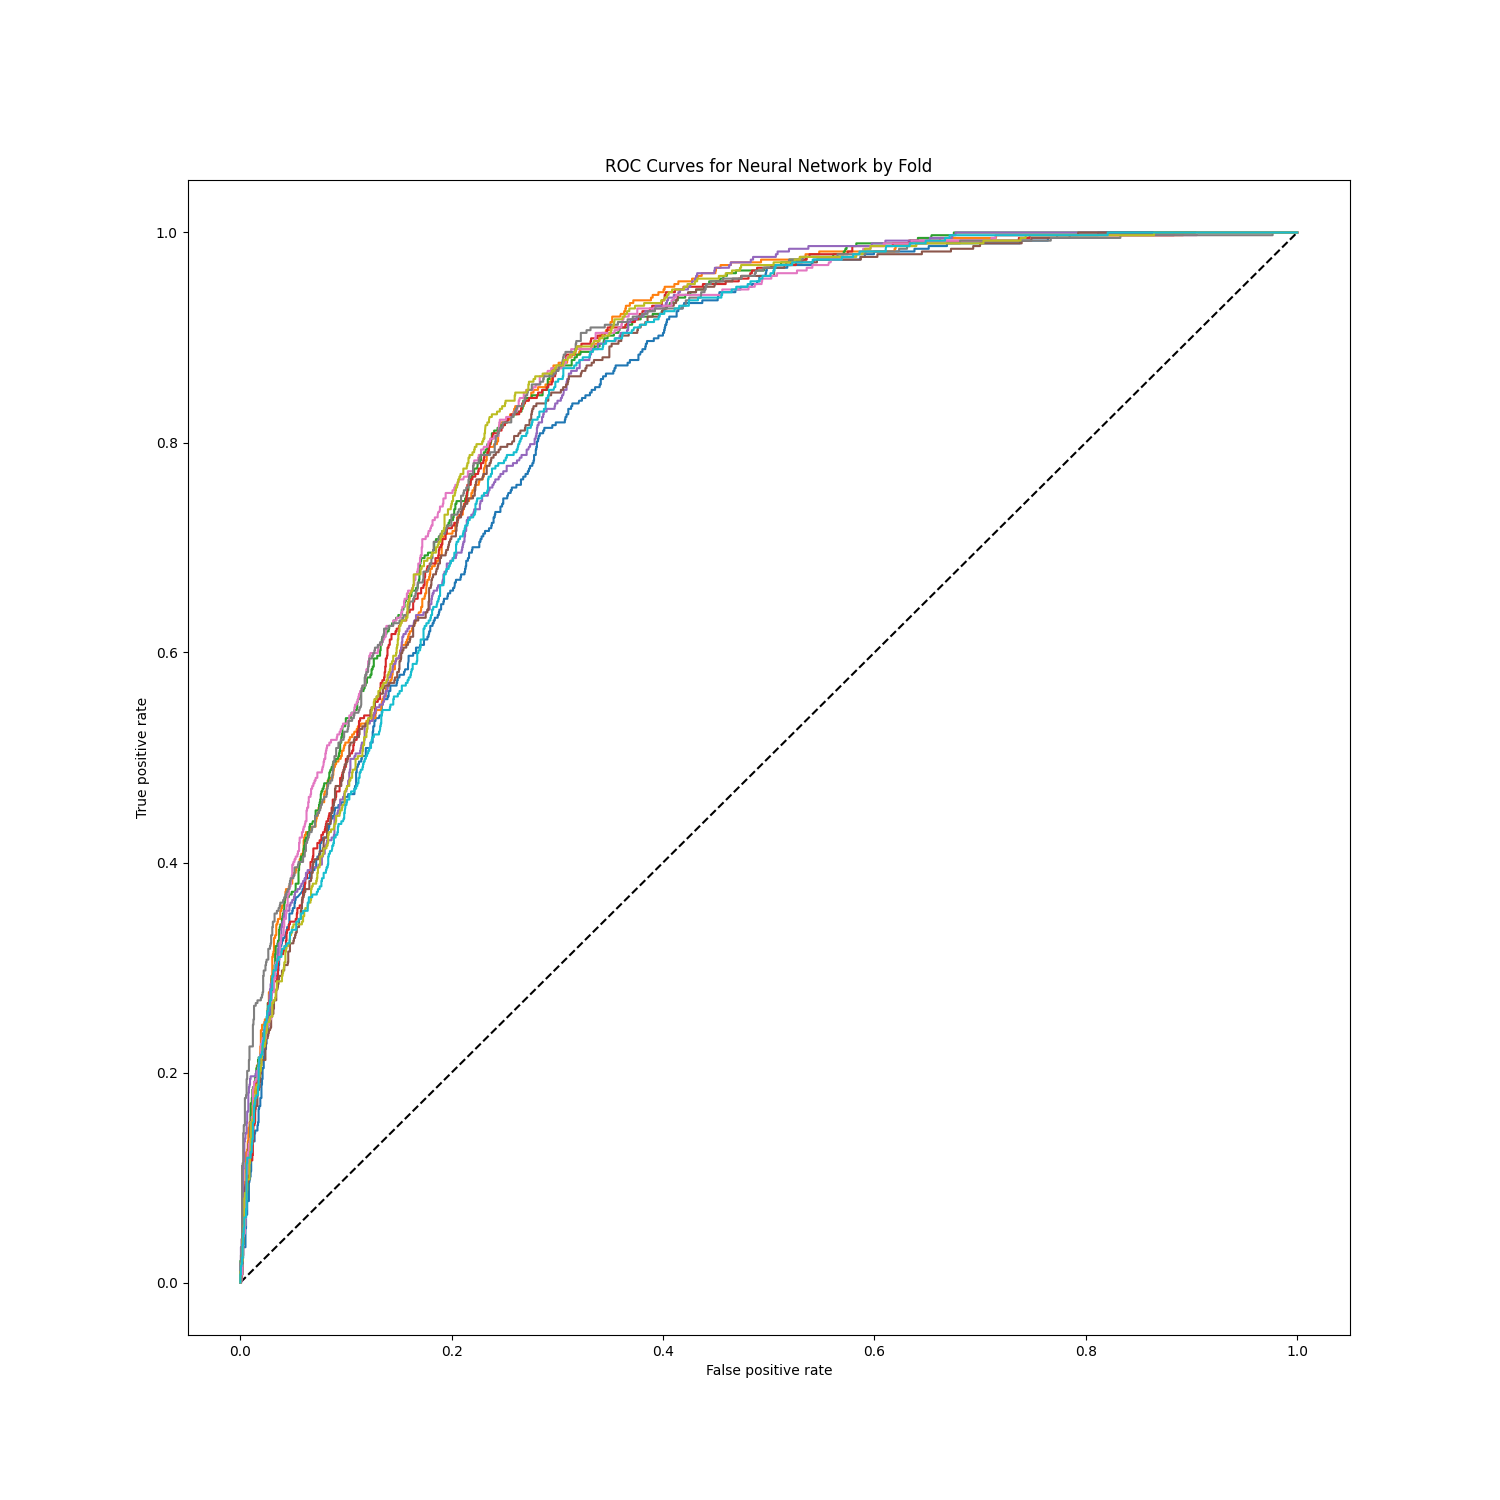 ROC Curves for Neural Network by Fold
1.0
0.8
0.6
0.4
0.2
0.0
True positive rate
0.0 0.2 0.4 0.6 0.8 1.0
False positive rate